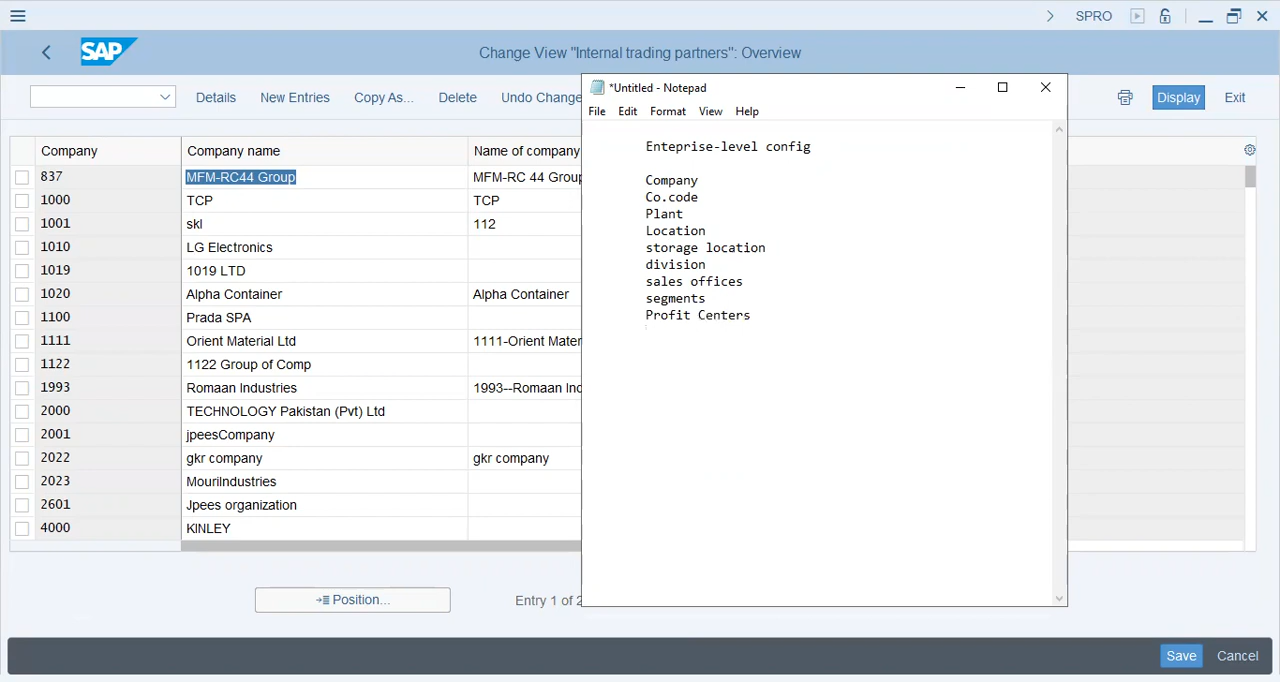 SPRO
SAP
Change View "Internal trading partners": Overview
*Untitled - Notepad
Details New Entries Copy As... Delete Undo Change
Display Exit
File Edit Format View Help
Company Company name Name of company
837 MFM-RC44 Group MFM-RC 44 Group
1000 TCP TCP
1001 skl 112
1010 LG Electronics
1019 1019 LTD
1020 Alpha Container Alpha Container
1100 Prada SPA
1111 Orient Material Ltd 1111-Orient Mater
1122 1122 Group of Comp
1993 Romaan Industries 1993--Romaan Ind
2000 TECHNOLOGY Pakistan (Pvt) Ltd
2001 jpeesCompany
2022 gkr company gkr company
2023 MouriIndustries
2601 Jpees organization
4000 KINLEY
Enteprise-level config
Company
Co.code
Plant
Location
storage location
division
sales offices
segments
Profit Centers
Position... Entry 1 of 2
Save Cancel